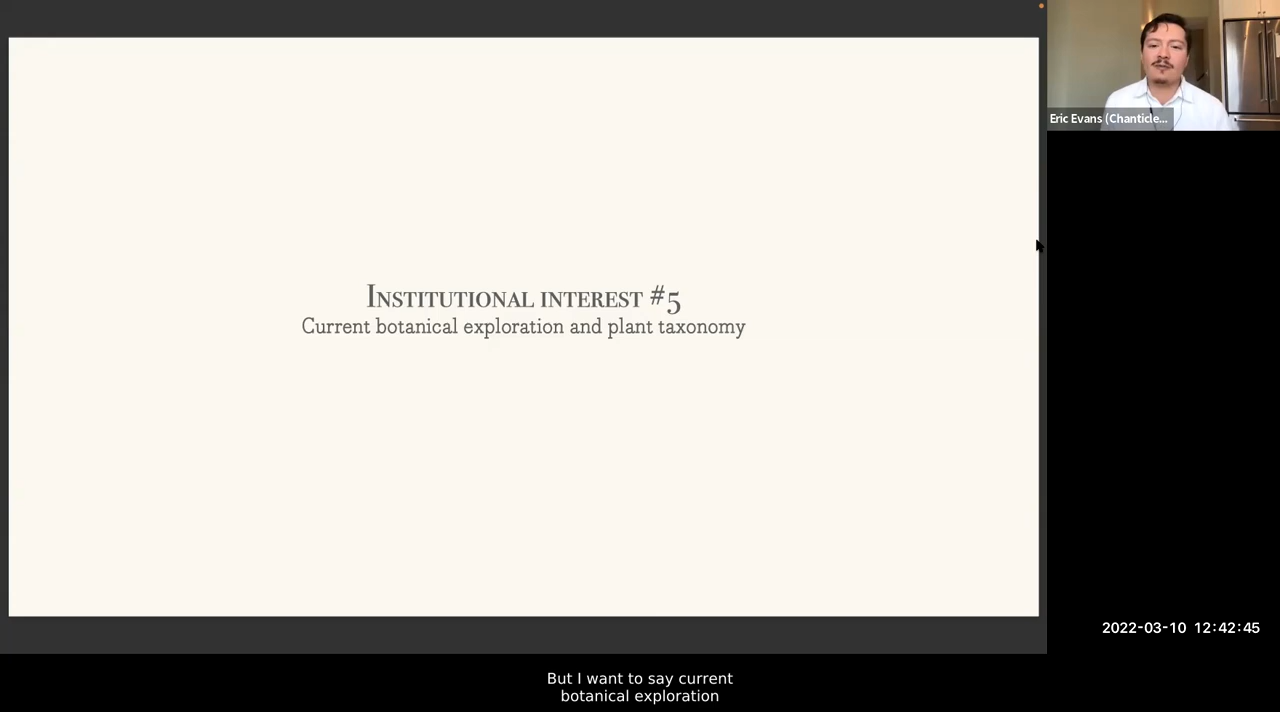 Institutional interest #5
Current botanical exploration and plant taxonomy
Eric Evans (Chanticle...
2022-03-10 12:42:45
But I want to say current
botanical exploration